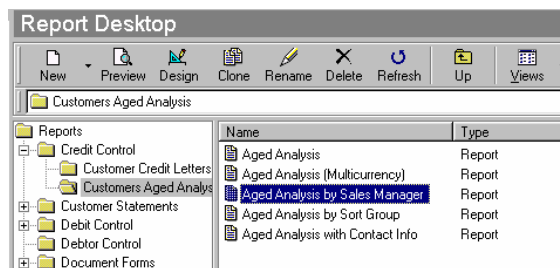 Report Desktop
New Preview Design Clone Rename Delete Refresh Up Views
Customers Aged Analysis
Reports
Credit Control
Customer Credit Letters
Customers Aged Analys
Customer Statements
Debit Control
Debtor Control
Document Forms
Name Type
Aged Analysis Report
Aged Analysis (Multicurrency) Report
Aged Analysis by Sales Manager Report
Aged Analysis by Sort Group Report
Aged Analysis with Contact Info Report